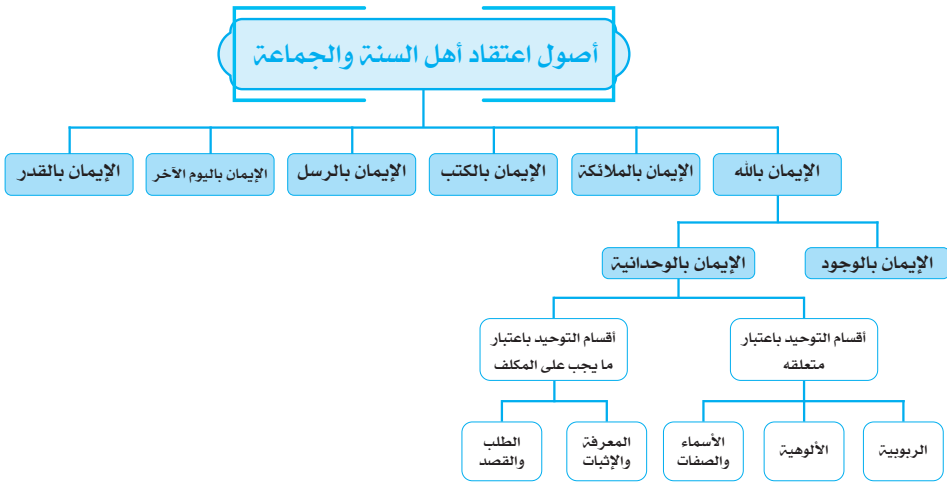 أصول اعتقاد أهل السنة والجماعة
الإيمان بالله
الإيمان بالملائكة
الإيمان بالكتب
الإيمان بالرسل
الإيمان باليوم الآخر
الإيمان بالقدر
الإيمان بالوجود
الإيمان بالوحدانية
أقسام التوحيد باعتبار
متعلقه
أقسام التوحيد باعتبار
ما يجب على المكلف
الربوبية
الألوهية
الأسماء
والصفات
المعرفة
والإثبات
الطلب
والقصد